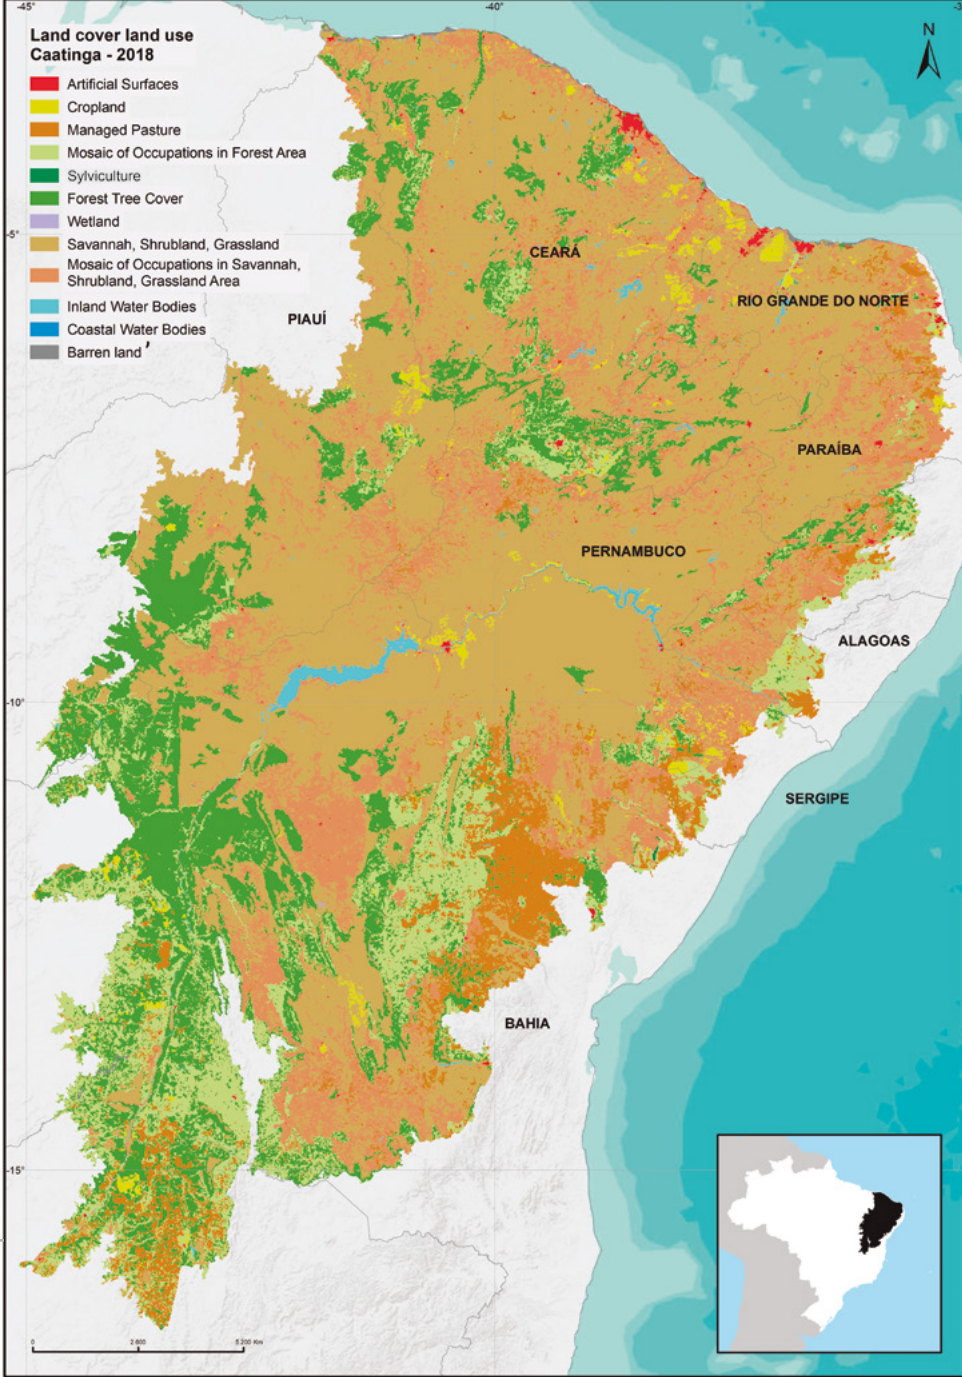 -45°
-40°
N
Land cover land use
Caatinga - 2018
Artificial Surfaces
Cropland
Managed Pasture
Mosaic of Occupations in Forest Area
Sylviculture
Forest Tree Cover
Wetland
Savannah, Shrubland, Grassland
Mosaic of Occupations in Savannah,
Shrubland, Grassland Area
Inland Water Bodies
Coastal Water Bodies
Barren land
-5°
CEARÁ
RIO GRANDE DO NORTE
PIAUÍ
PARAÍBA
PERNAMBUCO
ALAGOAS
-10°
SERGIPE
BAHIA
-15°
0 2 600 5 200 Km